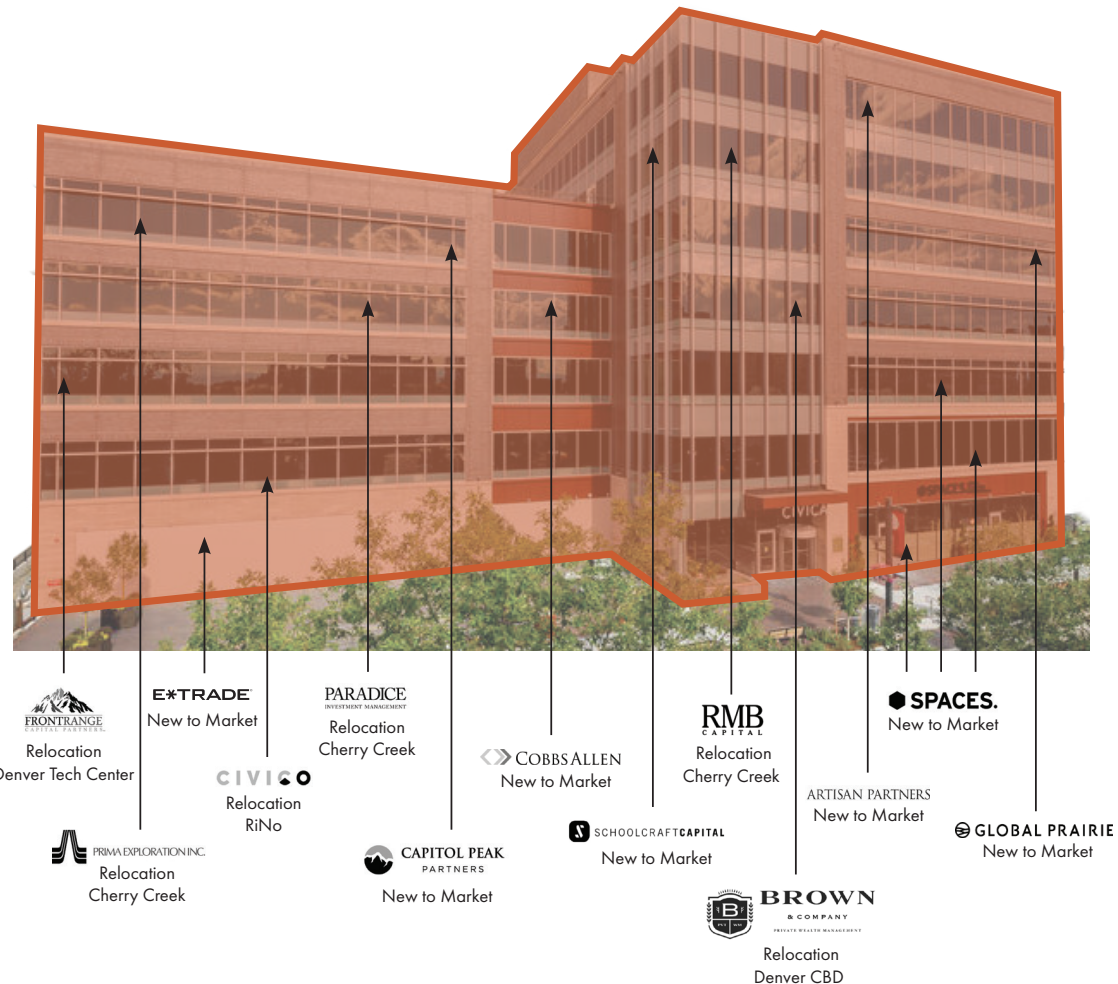 CIVICA
SPACES.
FRONTRANGE
CAPITAL PARTNERS
Relocation
Denver Tech Center
E*TRADE
New to Market
PARADICE
INVESTMENT MANAGEMENT
Relocation
Cherry Creek
CIVICO
Relocation
RiNo
COBBS ALLEN
New to Market
RMB
CAPITAL
Relocation
Cherry Creek
SPACES.
New to Market
ARTISAN PARTNERS
New to Market
PRIMA EXPLORATION INC.
Relocation
Cherry Creek
CAPITOL PEAK
PARTNERS
New to Market
SCHOOLCRAFTCAPITAL
New to Market
GLOBAL PRAIRIE
New to Market
B
BROWN
& COMPANY
PRIVATE WEALTH MANAGEMENT
Relocation
Denver CBD